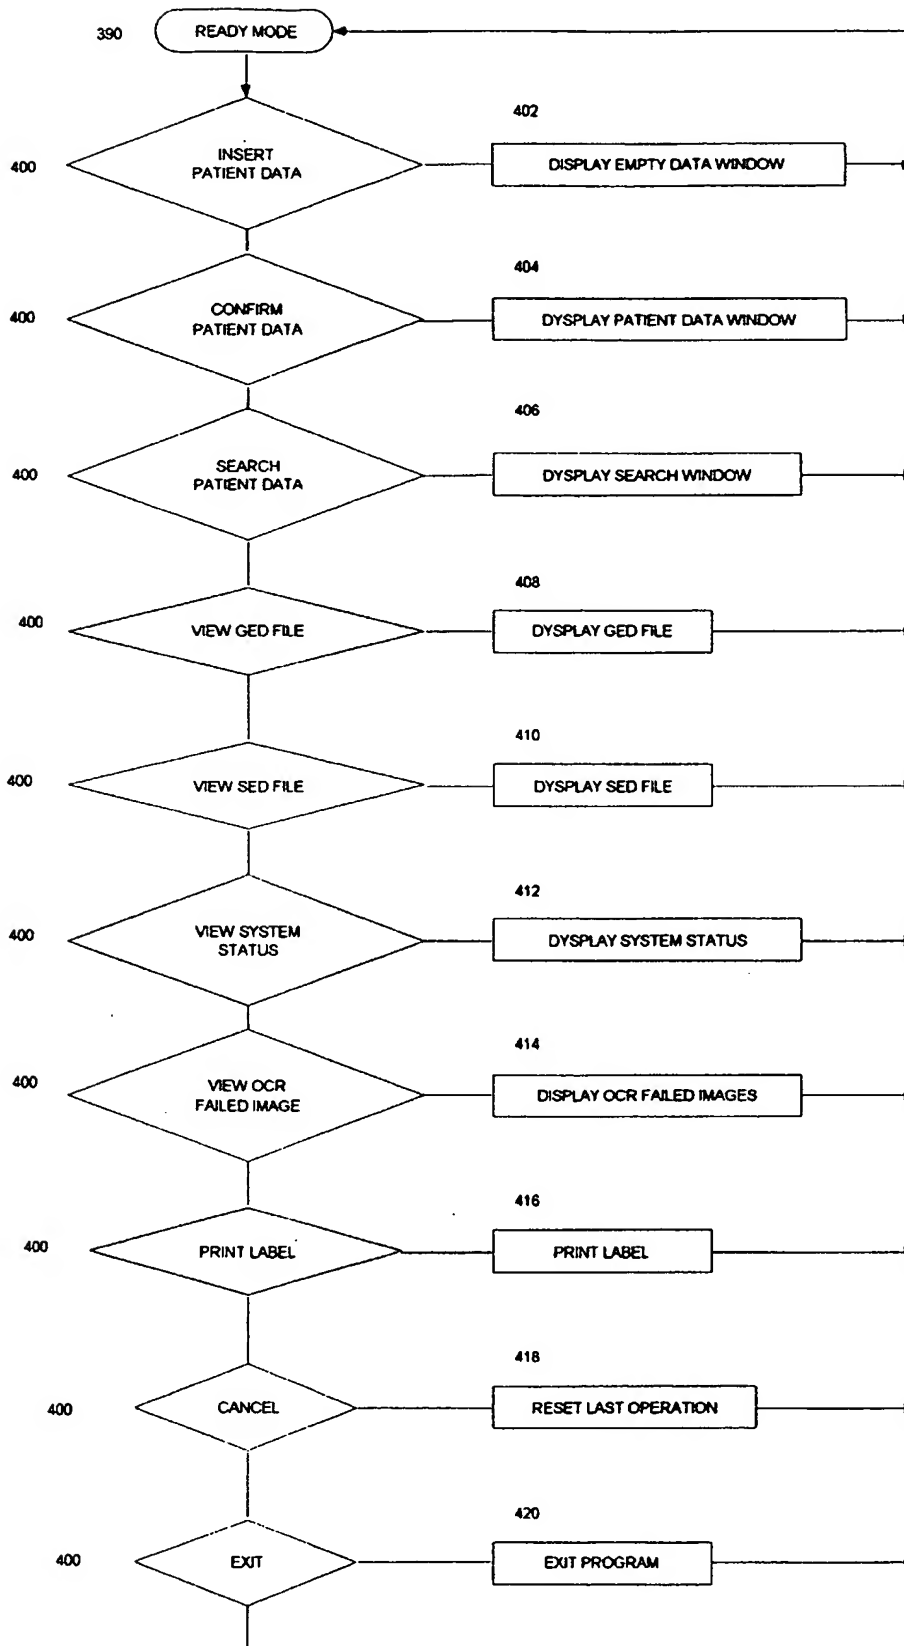 390
READY MODE
402
400
INSERT
PATIENT DATA
DISPLAY EMPTY DATA WINDOW
404
400
CONFIRM
PATIENT DATA
DYSPLAY PATIENT DATA WINDOW
406
400
SEARCH
PATIENT DATA
DYSPLAY SEARCH WINDOW
408
400
VIEW GED FILE
DYSPLAY GED FILE
410
400
VIEW SED FILE
DYSPLAY SED FILE
412
400
VIEW SYSTEM
STATUS
DYSPLAY SYSTEM STATUS
414
400
VIEW OCR
FAILED IMAGE
DISPLAY OCR FAILED IMAGES
416
400
PRINT LABEL
PRINT LABEL
418
400
CANCEL
RESET LAST OPERATION
420
400
EXIT
EXIT PROGRAM